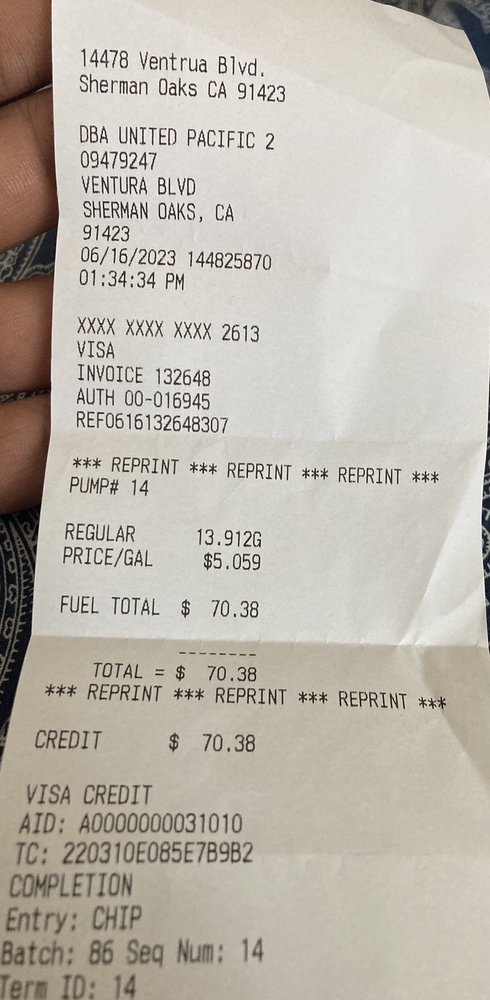 14478 Ventrua Blvd.
Sherman Oaks CA 91423
DBA UNITED PACIFIC 2
09479247
VENTURA BLVD
SHERMAN OAKS, CA
91423
06/16/2023 144825870
01:34:34 PM
XXXX XXXX XXXX 2613
VISA
INVOICE 132648
AUTH 00-016945
REF0616132648307
*** REPRINT *** REPRINT *** REPRINT ***
PUMP# 14
REGULAR 13.912G
PRICE/GAL $5.059
FUEL TOTAL $ 70.38
--------
TOTAL = $ 70.38
*** REPRINT *** REPRINT *** REPRINT ***
CREDIT $ 70.38
VISA CREDIT
AID: A0000000031010
TC: 220310E085E7B9B2
COMPLETION
Entry: CHIP
Batch: 86 Seq Num: 14
Term ID: 14